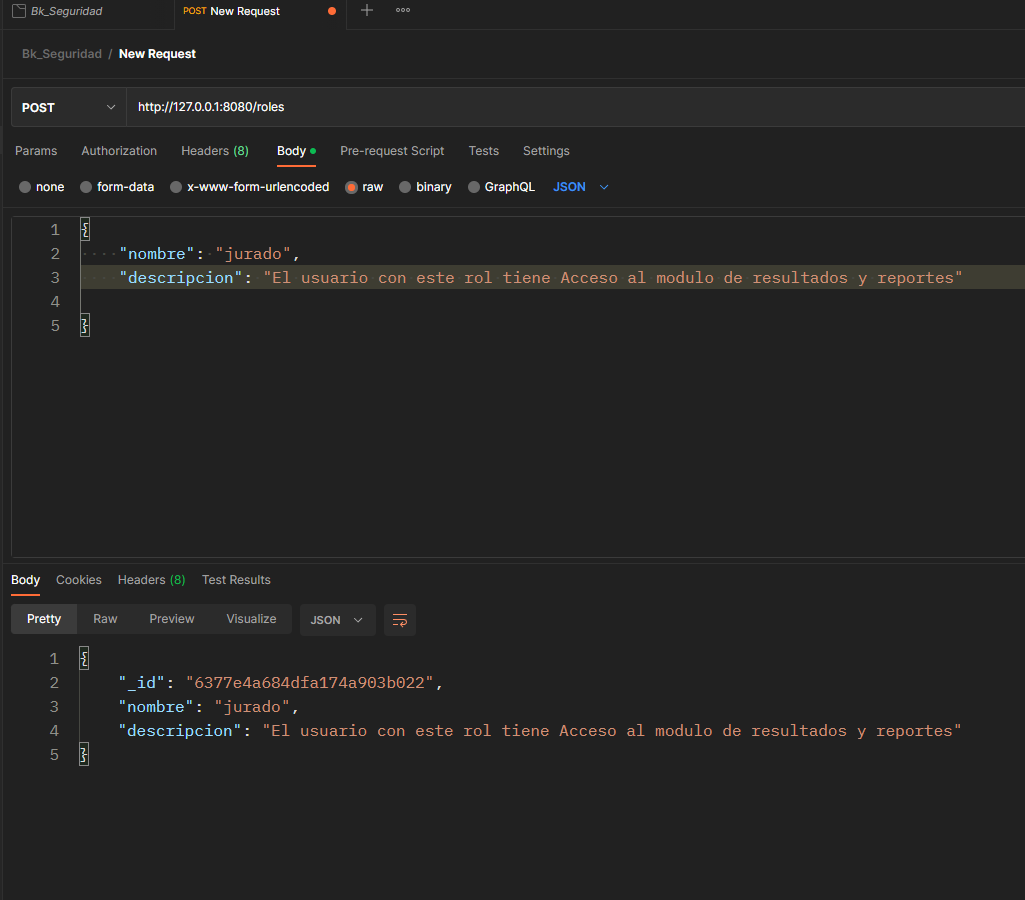 Bk_Seguridad POST New Request
Bk_Seguridad / New Request
POST http://127.0.0.1:8080/roles
Params Authorization Headers (8) Body Pre-request Script Tests Settings
none form-data x-www-form-urlencoded raw binary GraphQL JSON
1 {
2 "nombre": "jurado",
3 "descripcion": "El usuario con este rol tiene Acceso al modulo de resultados y reportes"
4
5 }
Body Cookies Headers (8) Test Results
Pretty Raw Preview Visualize JSON
1 {
2 "_id": "6377e4a684dfa174a903b022",
3 "nombre": "jurado",
4 "descripcion": "El usuario con este rol tiene Acceso al modulo de resultados y reportes"
5 }